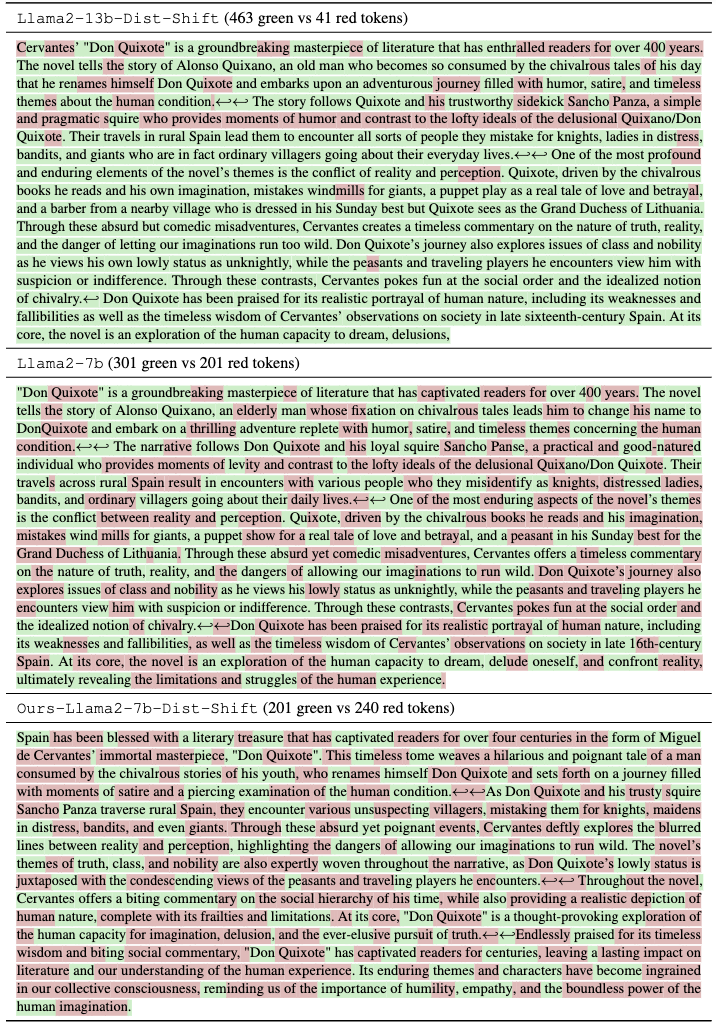 Llama2-13b-Dist-Shift (463 green vs 41 red tokens)
Cervantes’ "Don Quixote" is a groundbreaking masterpiece of literature that has enthralled readers for over 400 years.
The novel tells the story of Alonso Quixano, an old man who becomes so consumed by the chivalrous tales of his day
that he renames himself Don Quixote and embarks upon an adventurous journey filled with humor, satire, and timeless
themes about the human condition.↩↩ The story follows Quixote and his trustworthy sidekick Sancho Panza, a simple
and pragmatic squire who provides moments of humor and contrast to the lofty ideals of the delusional Quixano/Don
Quixote. Their travels in rural Spain lead them to encounter all sorts of people they mistake for knights, ladies in distress,
bandits, and giants who are in fact ordinary villagers going about their everyday lives.↩↩ One of the most profound
and enduring elements of the novel’s themes is the conflict of reality and perception. Quixote, driven by the chivalrous
books he reads and his own imagination, mistakes windmills for giants, a puppet play as a real tale of love and betrayal,
and a barber from a nearby village who is dressed in his Sunday best but Quixote sees as the Grand Duchess of Lithuania.
Through these absurd but comedic misadventures, Cervantes creates a timeless commentary on the nature of truth, reality,
and the danger of letting our imaginations run too wild. Don Quixote’s journey also explores issues of class and nobility
as he views his own lowly status as unknightly, while the peasants and traveling players he encounters view him with
suspicion or indifference. Through these contrasts, Cervantes pokes fun at the social order and the idealized notion
of chivalry.↩ Don Quixote has been praised for its realistic portrayal of human nature, including its weaknesses and
fallibilities as well as the timeless wisdom of Cervantes’ observations on society in late sixteenth-century Spain. At its
core, the novel is an exploration of the human capacity to dream, delusions,
Llama2-7b (301 green vs 201 red tokens)
"Don Quixote" is a groundbreaking masterpiece of literature that has captivated readers for over 400 years. The novel
tells the story of Alonso Quixano, an elderly man whose fixation on chivalrous tales leads him to change his name to
DonQuixote and embark on a thrilling adventure replete with humor, satire, and timeless themes concerning the human
condition.↩↩ The narrative follows Don Quixote and his loyal squire Sancho Panse, a practical and good-natured
individual who provides moments of levity and contrast to the lofty ideals of the delusional Quixano/Don Quixote. Their
travels across rural Spain result in encounters with various people who they misidentify as knights, distressed ladies,
bandits, and ordinary villagers going about their daily lives.↩↩ One of the most enduring aspects of the novel’s themes
is the conflict between reality and perception. Quixote, driven by the chivalrous books he reads and his imagination,
mistakes wind mills for giants, a puppet show for a real tale of love and betrayal, and a peasant in his Sunday best for the
Grand Duchess of Lithuania. Through these absurd yet comedic misadventures, Cervantes offers a timeless commentary
on the nature of truth, reality, and the dangers of allowing our imaginations to run wild. Don Quixote’s journey also
explores issues of class and nobility as he views his lowly status as unknightly, while the peasants and traveling players he
encounters view him with suspicion or indifference. Through these contrasts, Cervantes pokes fun at the social order and
the idealized notion of chivalry.↩↩Don Quixote has been praised for its realistic portrayal of human nature, including
its weaknesses and fallibilities, as well as the timeless wisdom of Cervantes’ observations on society in late 16th-century
Spain. At its core, the novel is an exploration of the human capacity to dream, delude oneself, and confront reality,
ultimately revealing the limitations and struggles of the human experience.
Ours-Llama2-7b-Dist-Shift (201 green vs 240 red tokens)
Spain has been blessed with a literary treasure that has captivated readers for over four centuries in the form of Miguel
de Cervantes’ immortal masterpiece, "Don Quixote". This timeless tome weaves a hilarious and poignant tale of a man
consumed by the chivalrous stories of his youth, who renames himself Don Quixote and sets forth on a journey filled
with moments of satire and a piercing examination of the human condition.↩↩As Don Quixote and his trusty squire
Sancho Panza traverse rural Spain, they encounter various unsuspecting villagers, mistaking them for knights, maidens
in distress, bandits, and even giants. Through these absurd yet poignant events, Cervantes deftly explores the blurred
lines between reality and perception, highlighting the dangers of allowing our imaginations to run wild. The novel’s
themes of truth, class, and nobility are also expertly woven throughout the narrative, as Don Quixote’s lowly status is
juxtaposed with the condescending views of the peasants and traveling players he encounters.↩↩ Throughout the novel,
Cervantes offers a biting commentary on the social hierarchy of his time, while also providing a realistic depiction of
human nature, complete with its frailties and limitations. At its core, "Don Quixote" is a thought-provoking exploration of
the human capacity for imagination, delusion, and the ever-elusive pursuit of truth.↩↩Endlessly praised for its timeless
wisdom and biting social commentary, "Don Quixote" has captivated readers for centuries, leaving a lasting impact on
literature and our understanding of the human experience. Its enduring themes and characters have become ingrained
in our collective consciousness, reminding us of the importance of humility, empathy, and the boundless power of the
human imagination.